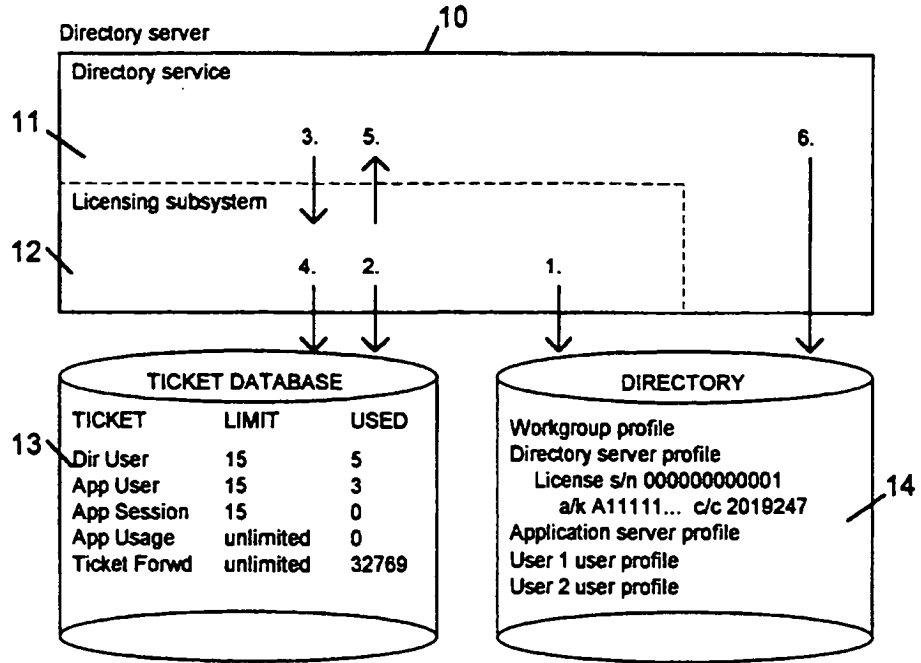 10
Directory server
Directory service
11
3. 5. 6.
Licensing subsystem
12
4. 2. 1.
TICKET DATABASE
TICKET LIMIT USED
13
Dir User 15 5
App User 15 3
App Session 15 0
App Usage unlimited 0
Ticket Forwd unlimited 32769
DIRECTORY
Workgroup profile
Directory server profile
License s/n 000000000001
a/k A11111... c/c 2019247
14
Application server profile
User 1 user profile
User 2 user profile